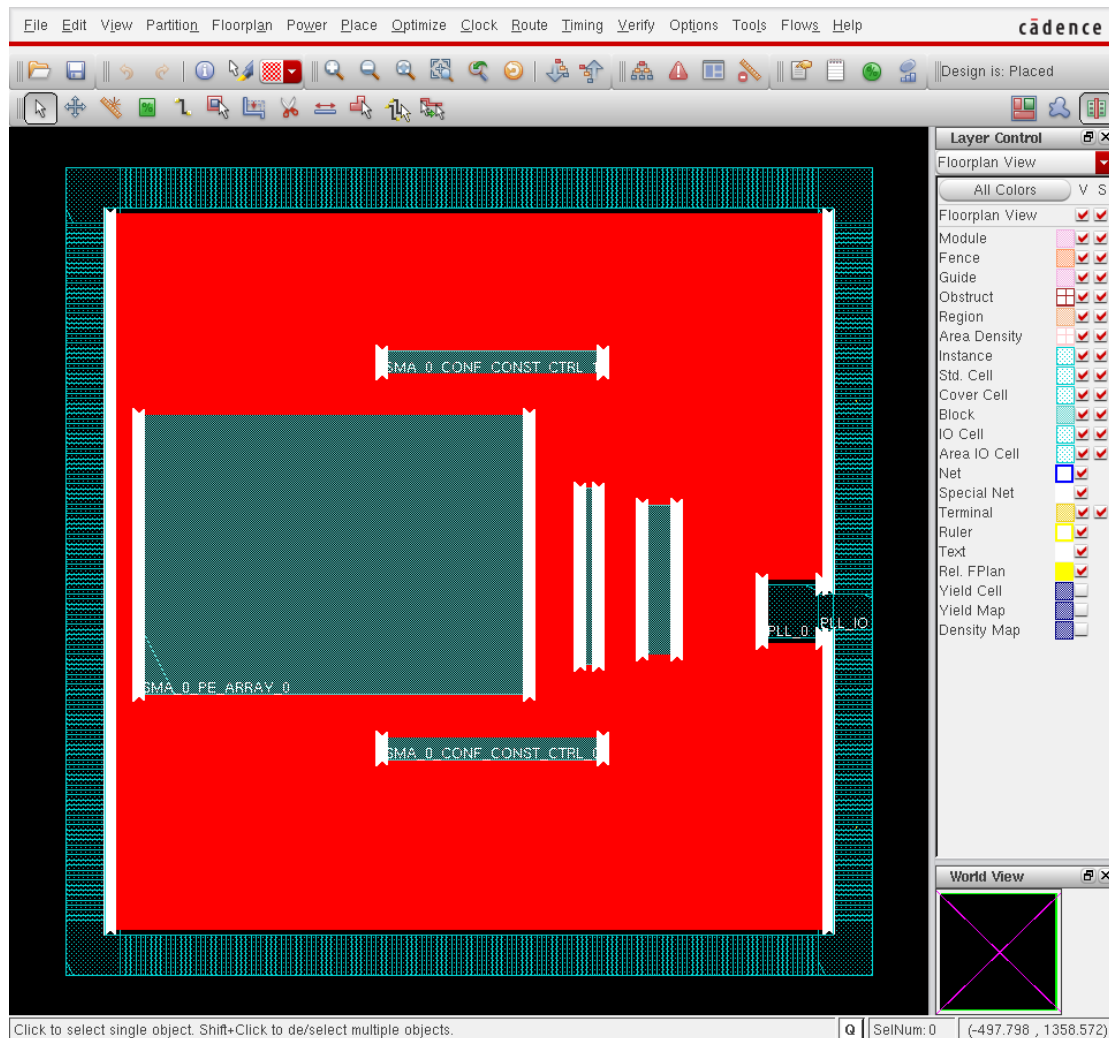 File Edit View Partition Floorplan Power Place Optimize Clock Route Timing Verify Options Tools Flows Help cādence
Design is: Placed
Layer Control
Floorplan View
All Colors V S
Floorplan View
Module
Fence
Guide
Obstruct
Region
Area Density
Instance
Std. Cell
Cover Cell
Block
IO Cell
Area IO Cell
Net
Special Net
Terminal
Ruler
Text
Rel. FPlan
Yield Cell
Yield Map
Density Map
SMA_0_CONF_CONST_CTRL_1
PLL_0 PLL_IO
SMA_0_PE_ARRAY_0
SMA_0_CONF_CONST_CTRL_0
World View
Click to select single object. Shift+Click to de/select multiple objects. Q SelNum: 0 (-497.798 , 1358.572)